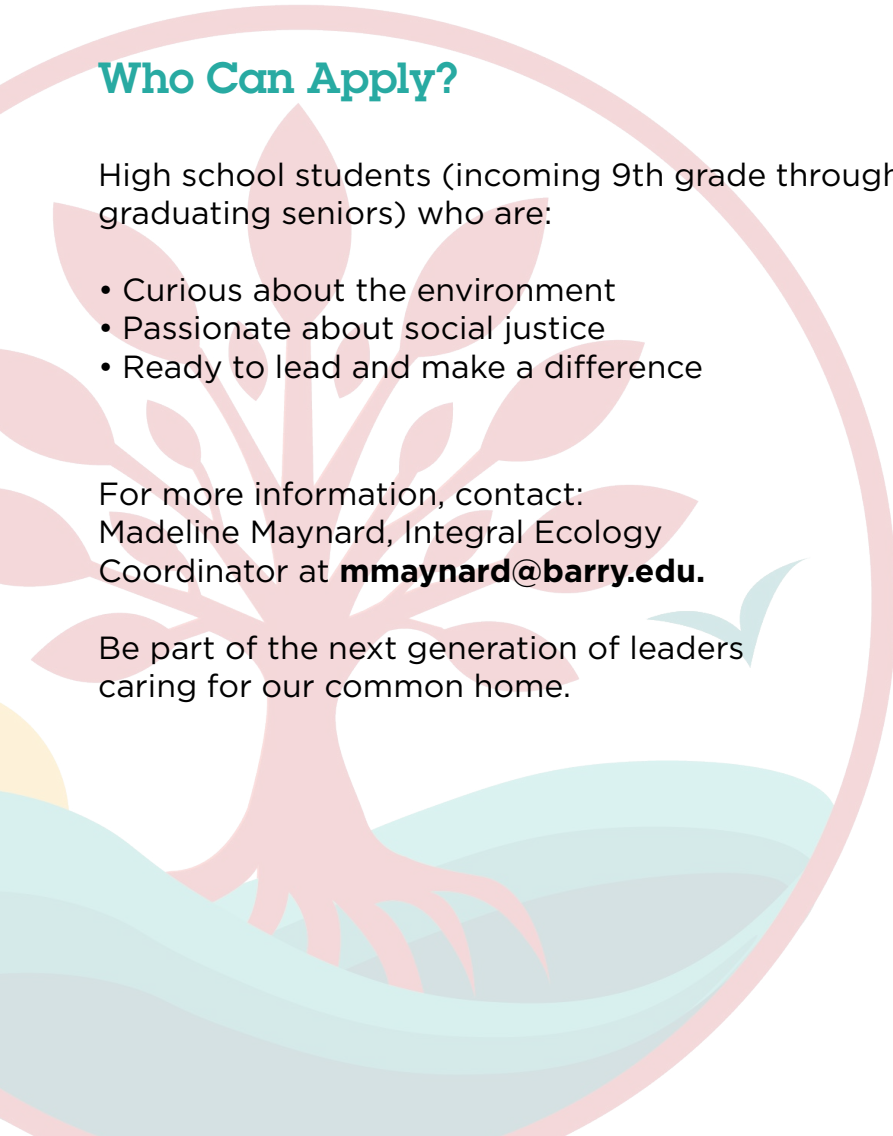 Who Can Apply?
High school students (incoming 9th grade through
graduating seniors) who are:
• Curious about the environment
• Passionate about social justice
• Ready to lead and make a difference
For more information, contact:
Madeline Maynard, Integral Ecology
Coordinator at mmaynard@barry.edu.
Be part of the next generation of leaders
caring for our common home.